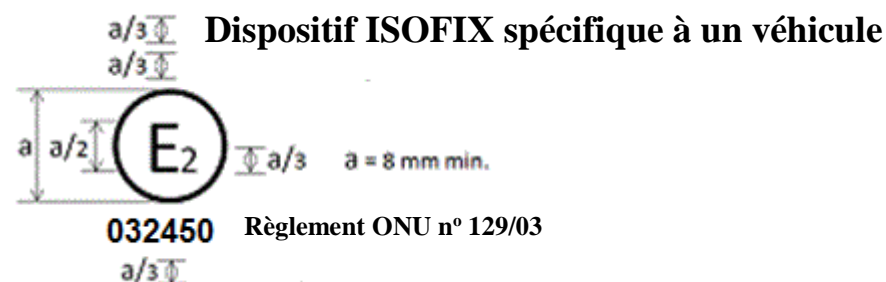 a/3 Dispositif ISOFIX spécifique à un véhicule
a/3
a a/2 E2 a/3 a = 8 mm min.
032450 Règlement ONU nº 129/03
a/3